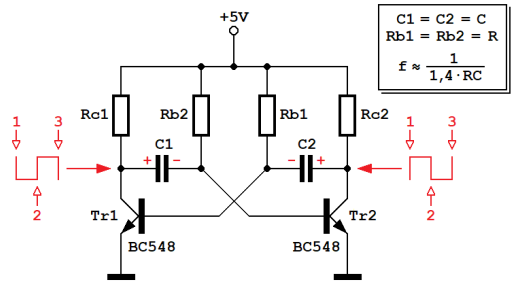 +5V
C1 = C2 = C
Rb1 = Rb2 = R
f ≈ 1
1,4·RC
Rc1
Rb2
Rb1
Rc2
1
3
2
C1
+
-
C2
-
+
1
3
2
Tr1
BC548
Tr2
BC548